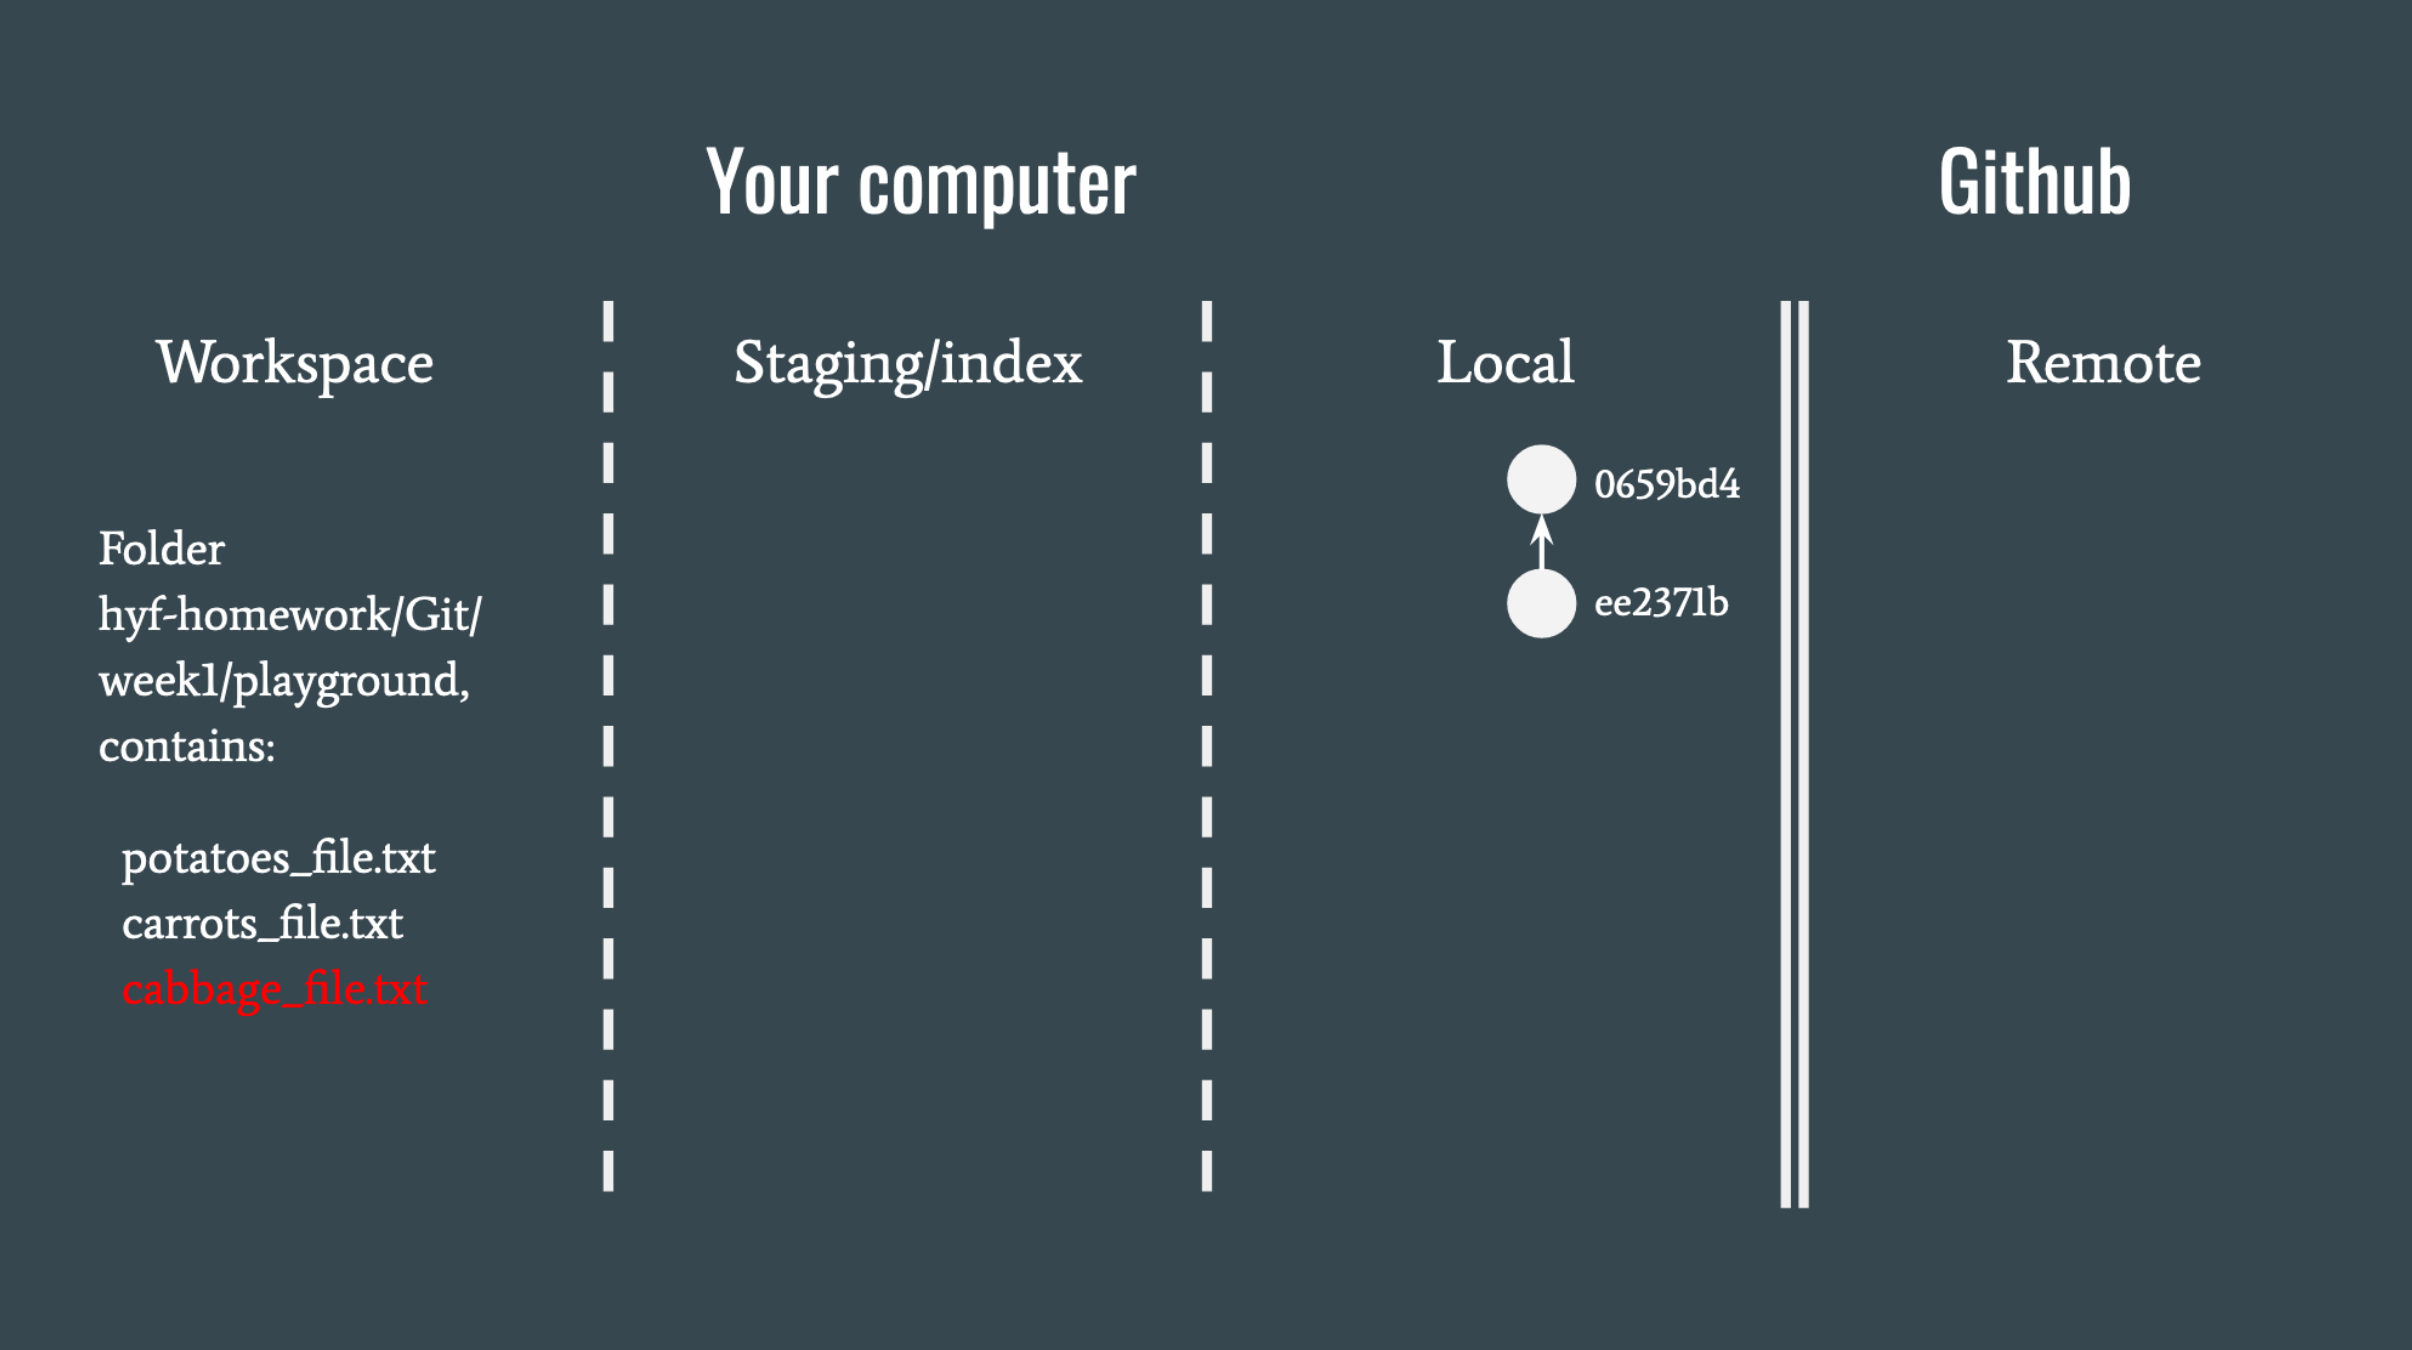 Your computer
Github
Workspace
Staging/index
Local
Remote
0659bd4
ee2371b
Folder
hyf-homework/Git/
week1/playground,
contains:
potatoes_file.txt
carrots_file.txt
cabbage_file.txt